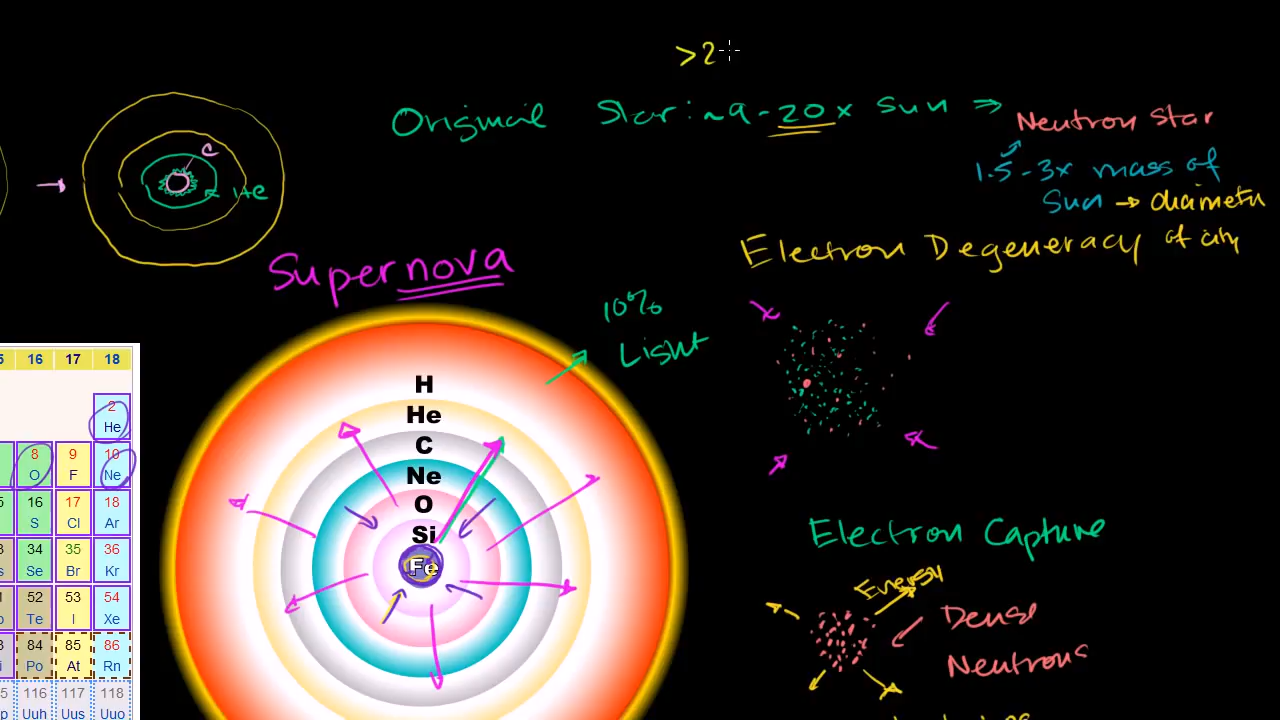 >2
Original Star: ~9-20x Sun ⇒
Neutron Star
1.5-3x mass of
Sun → diameter
of city
C
He
Supernova
Electron Degeneracy
10%
Light
H
He
C
Ne
O
Si
Fe
Electron Capture
Energy
Dense
Neutrons
16 17 18
2
He
8 9 10
O F Ne
16 17 18
S Cl Ar
34 35 36
Se Br Kr
52 53 54
Te I Xe
84 85 86
Po At Rn
116 117 118
Uuh Uus Uuo